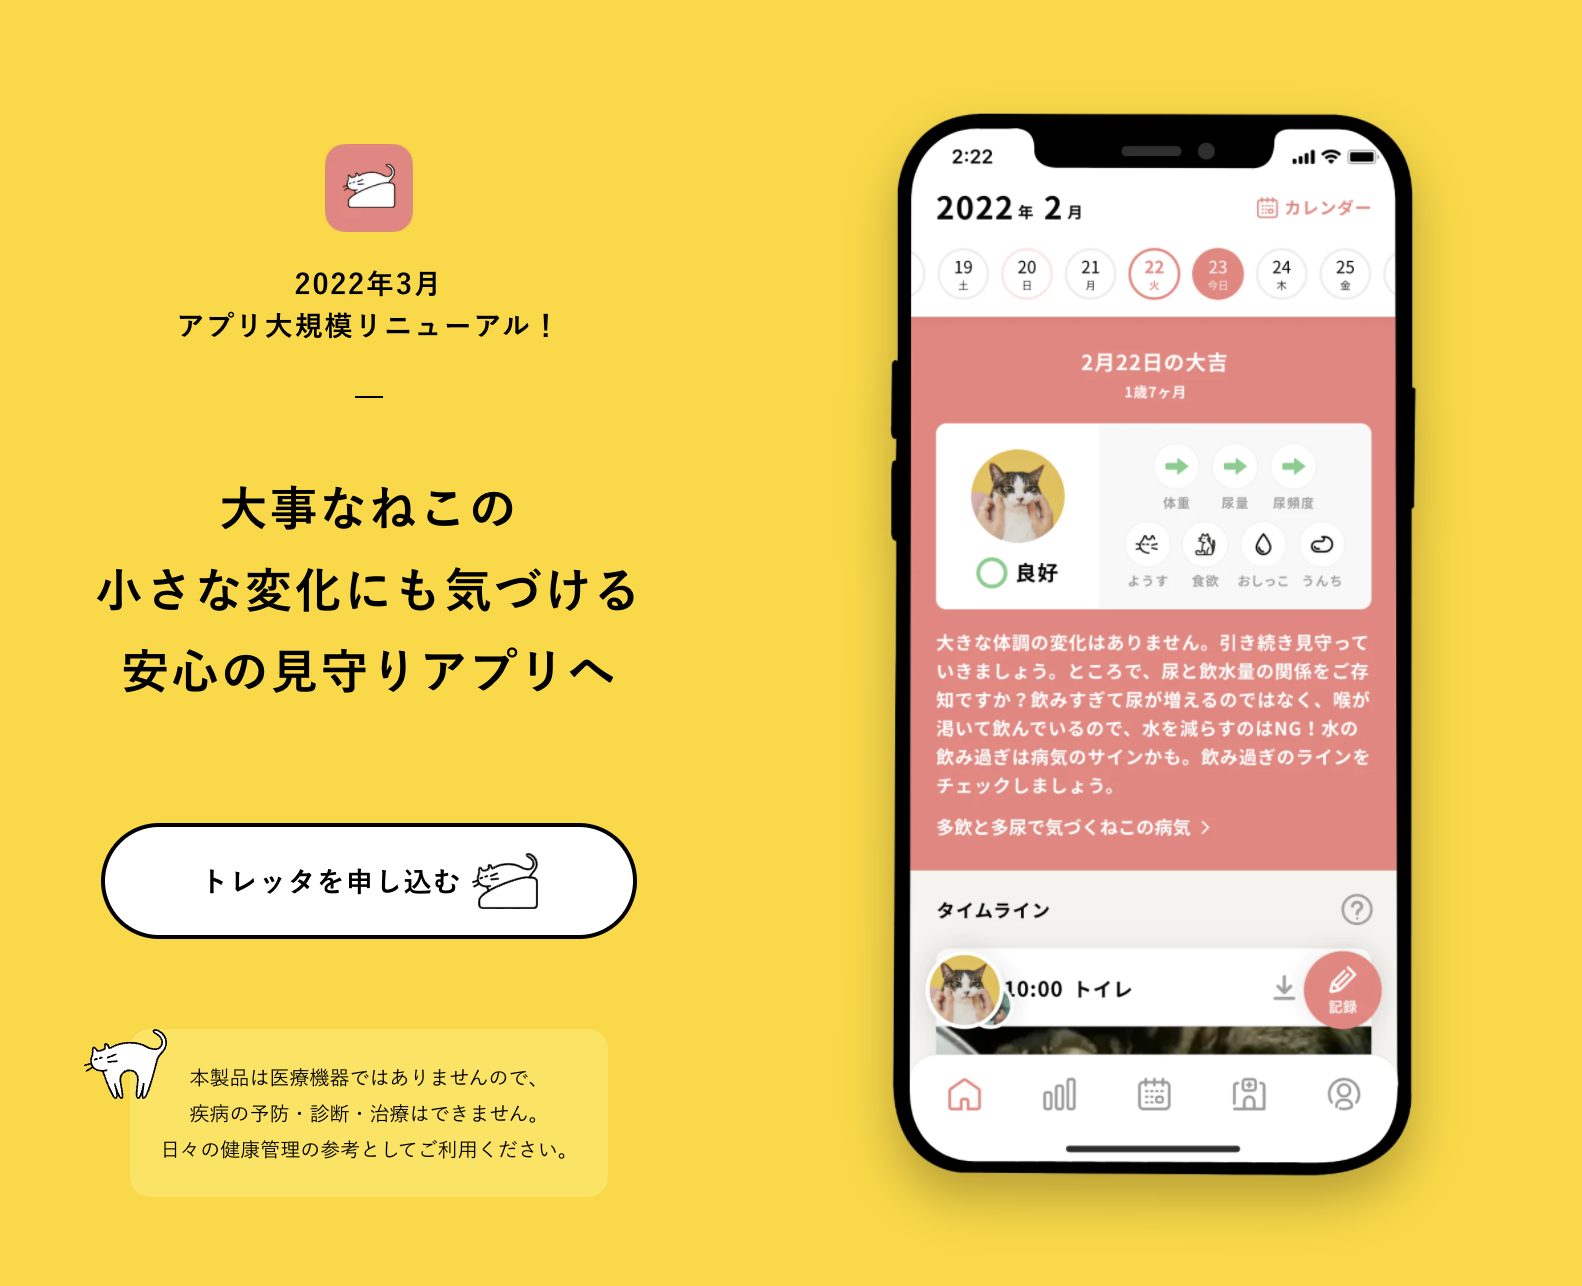 2022年3月
アプリ大規模リニューアル！
大事なねこの
小さな変化にも気づける
安心の見守りアプリへ
トレッタを申し込む
本製品は医療機器ではありませんので、
疾病の予防・診断・治療はできません。
日々の健康管理の参考としてご利用ください。
2:22
2022年 2月
カレンダー
19 20 21 22 23 24 25
土 日 月 火 今日 木 金
2月22日の大吉
1歳7ヶ月
体重 尿量 尿頻度
良好
ようす 食欲 おしっこ うんち
大きな体調の変化はありません。引き続き見守って
いきましょう。ところで、尿と飲水量の関係をご存
知ですか？飲みすぎて尿が増えるのではなく、喉が
渇いて飲んでいるので、水を減らすのはNG！水の
飲み過ぎは病気のサインかも。飲み過ぎのラインを
チェックしましょう。
多飲と多尿で気づくねこの病気 >
タイムライン
?
10:00 トイレ
記録